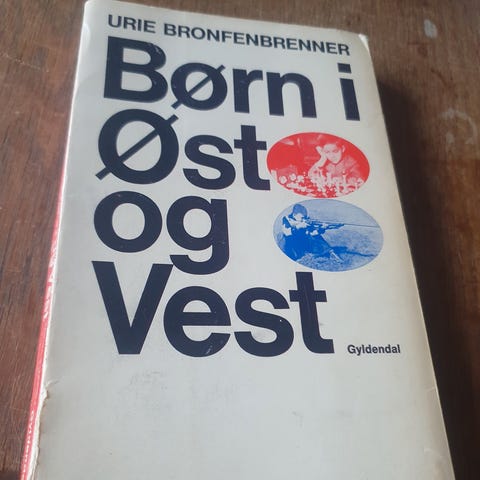 URIE BRONFENBRENNER
Børn i
Øst
og
Vest
Gyldendal